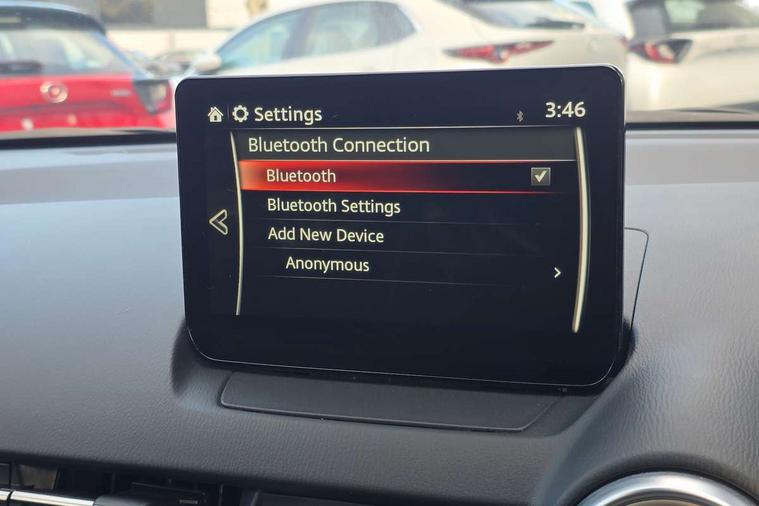 Settings
3:46
Bluetooth Connection
Bluetooth
Bluetooth Settings
Add New Device
Anonymous